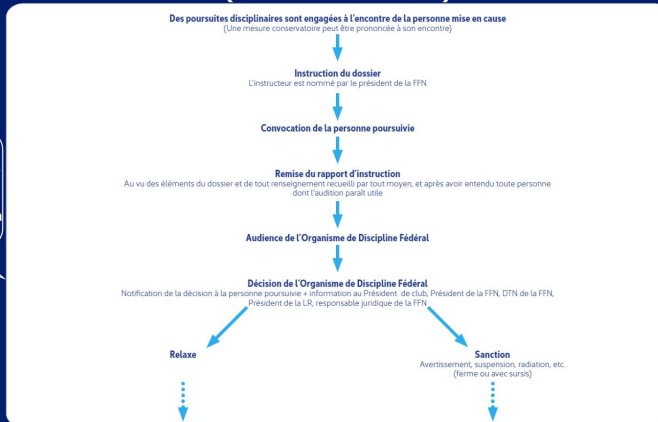 Des poursuites disciplinaires sont engagées à l'encontre de la personne mise en cause
(Une mesure conservatoire peut être prononcée à son encontre)
Instruction du dossier
L'instructeur est nommé par le président de la FFN
Convocation de la personne poursuivie
Remise du rapport d'instruction
Au vu des éléments du dossier et de tout renseignement recueilli par tout moyen, et après avoir entendu toute personne
dont l'audition paraît utile
Audience de l'Organisme de Discipline Fédéral
Décision de l'Organisme de Discipline Fédéral
Notification de la décision à la personne poursuivie + information au Président de club, Président de la FFN, DTN de la FFN,
Président de la LR, responsable juridique de la FFN
Relaxe
Sanction
Avertissement, suspension, radiation, etc.
(ferme ou avec sursis)